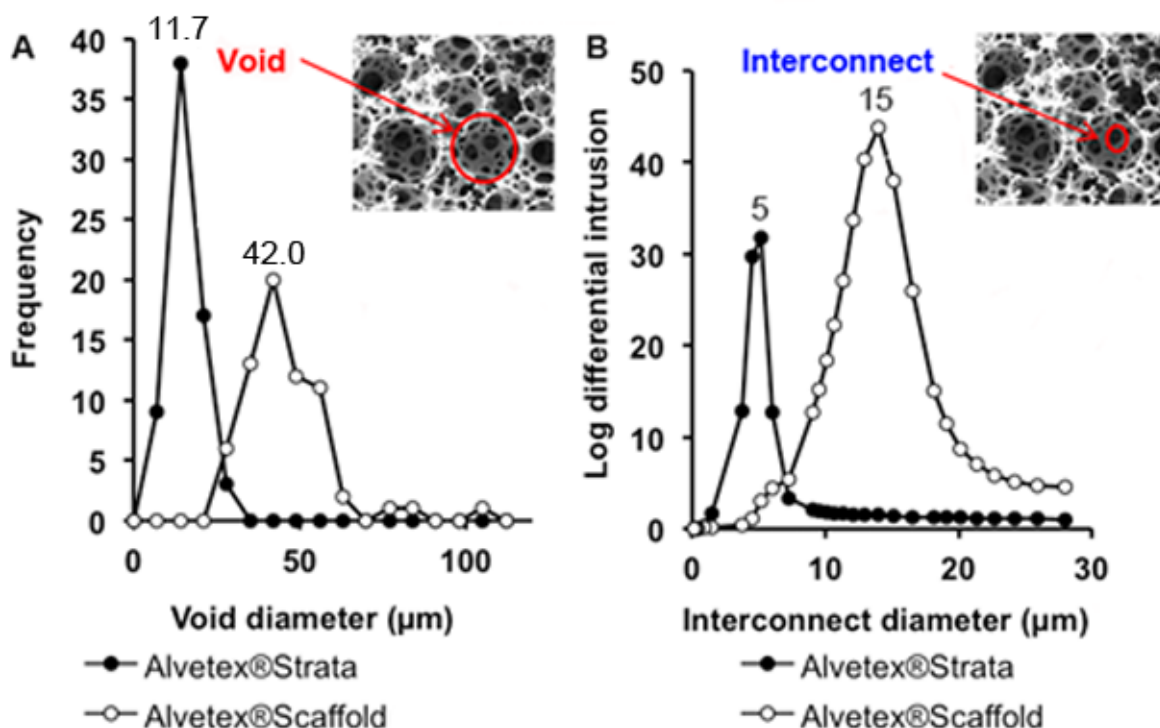 A
11.7
Void
42.0
40
35
30
25
20
15
10
5
0
Frequency
0 50 100
Void diameter (µm)
Alvetex®Strata
Alvetex®Scaffold
B
Interconnect
15
5
50
40
30
20
10
0
Log differential intrusion
0 10 20 30
Interconnect diameter (µm)
Alvetex®Strata
Alvetex®Scaffold